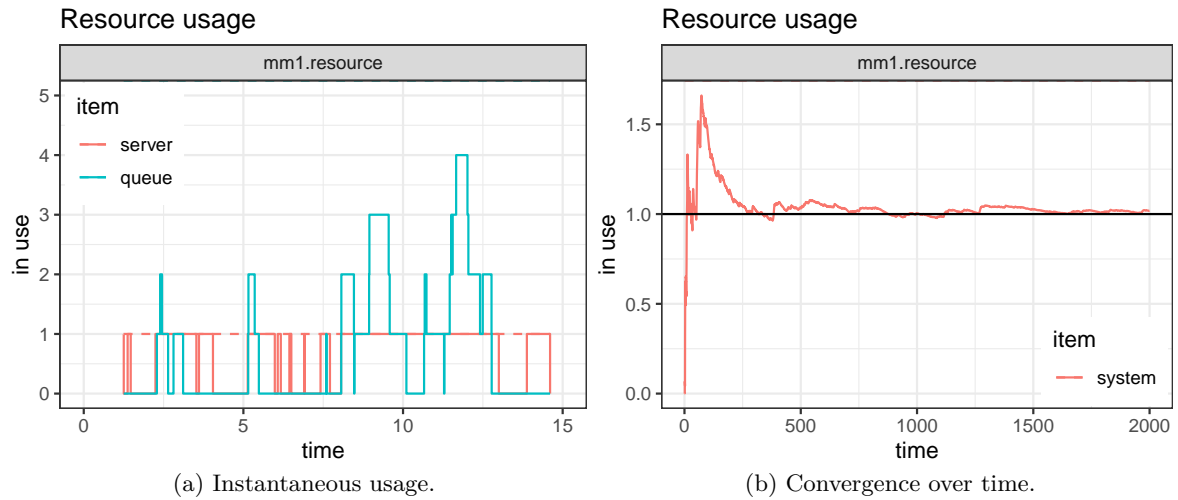 Resource usage
mm1.resource
5
4
3
2
1
0
in use
item
server
queue
0 5 10 15
time
(a) Instantaneous usage.
Resource usage
mm1.resource
1.5
1.0
0.5
0.0
in use
item
system
0 500 1000 1500 2000
time
(b) Convergence over time.